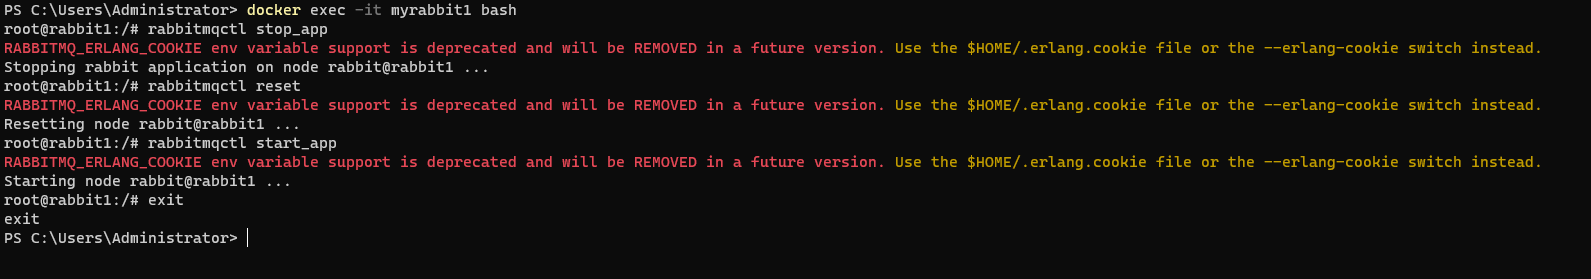 PS C:\Users\Administrator> docker exec -it myrabbit1 bash
root@rabbit1:/# rabbitmqctl stop_app
RABBITMQ_ERLANG_COOKIE env variable support is deprecated and will be REMOVED in a future version. Use the $HOME/.erlang.cookie file or the --erlang-cookie switch instead.
Stopping rabbit application on node rabbit@rabbit1 ...
root@rabbit1:/# rabbitmqctl reset
RABBITMQ_ERLANG_COOKIE env variable support is deprecated and will be REMOVED in a future version. Use the $HOME/.erlang.cookie file or the --erlang-cookie switch instead.
Resetting node rabbit@rabbit1 ...
root@rabbit1:/# rabbitmqctl start_app
RABBITMQ_ERLANG_COOKIE env variable support is deprecated and will be REMOVED in a future version. Use the $HOME/.erlang.cookie file or the --erlang-cookie switch instead.
Starting node rabbit@rabbit1 ...
root@rabbit1:/# exit
exit
PS C:\Users\Administrator>